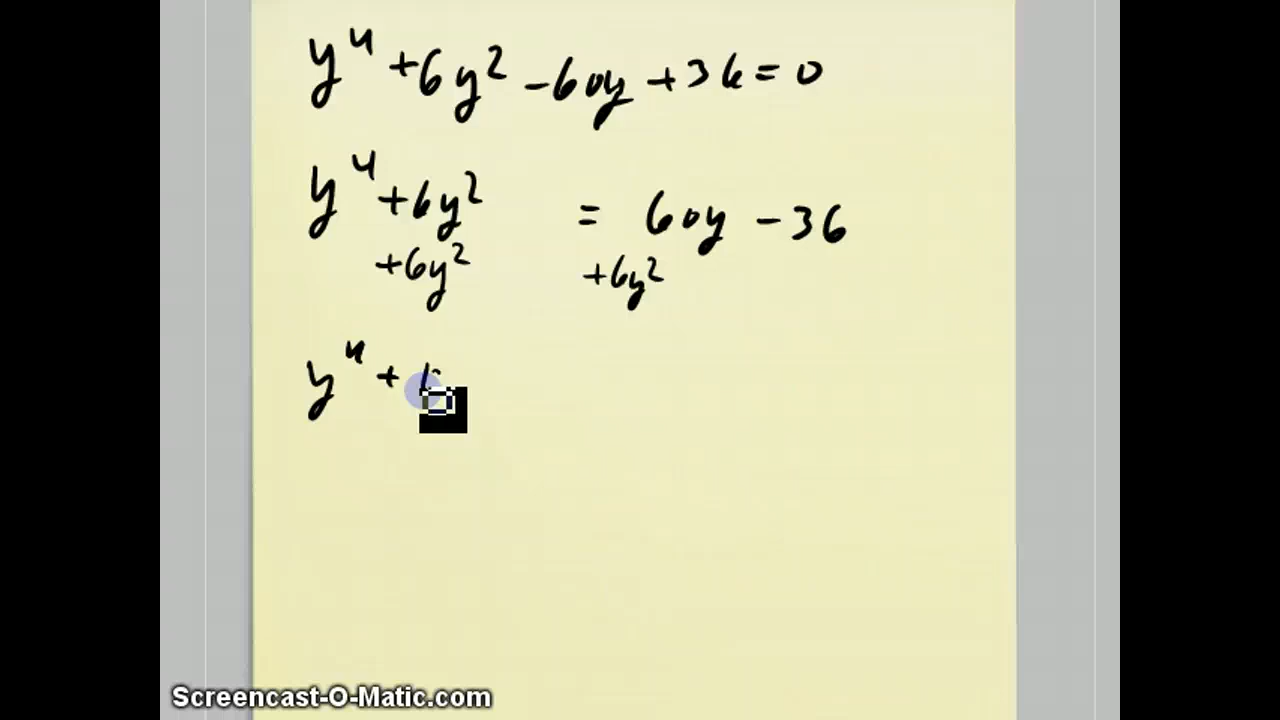 y⁴ +6y² -60y +36=0
y⁴ +6y² = 60y -36
+6y² +6y²
y⁴ +
Screencast-O-Matic.com